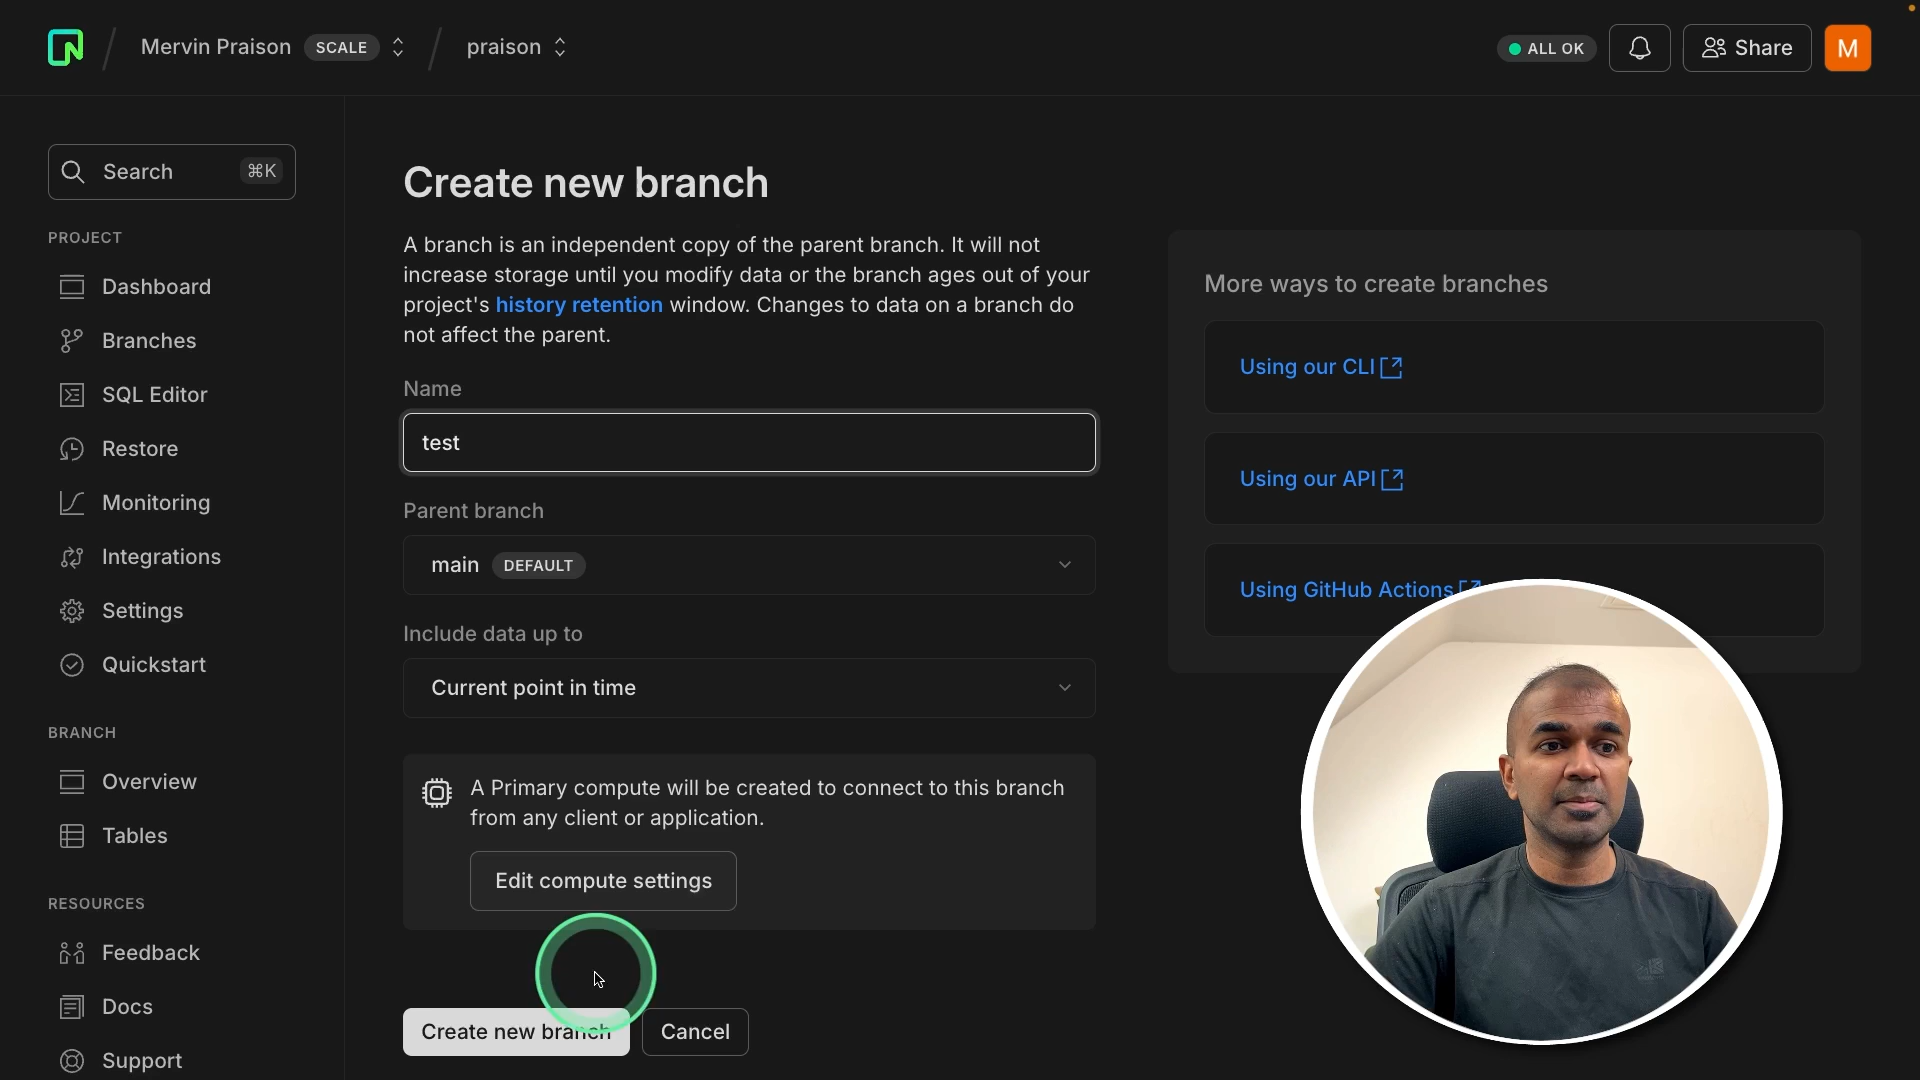 Mervin Praison SCALE
praison
ALL OK
Share
M
Search ⌘K
PROJECT
Dashboard
Branches
SQL Editor
Restore
Monitoring
Integrations
Settings
Quickstart
BRANCH
Overview
Tables
RESOURCES
Feedback
Docs
Support
Create new branch
A branch is an independent copy of the parent branch. It will not
increase storage until you modify data or the branch ages out of your
project's history retention window. Changes to data on a branch do
not affect the parent.
Name
test
Parent branch
main DEFAULT
Include data up to
Current point in time
A Primary compute will be created to connect to this branch
from any client or application.
Edit compute settings
Create new branch
Cancel
More ways to create branches
Using our CLI
Using our API
Using GitHub Actions